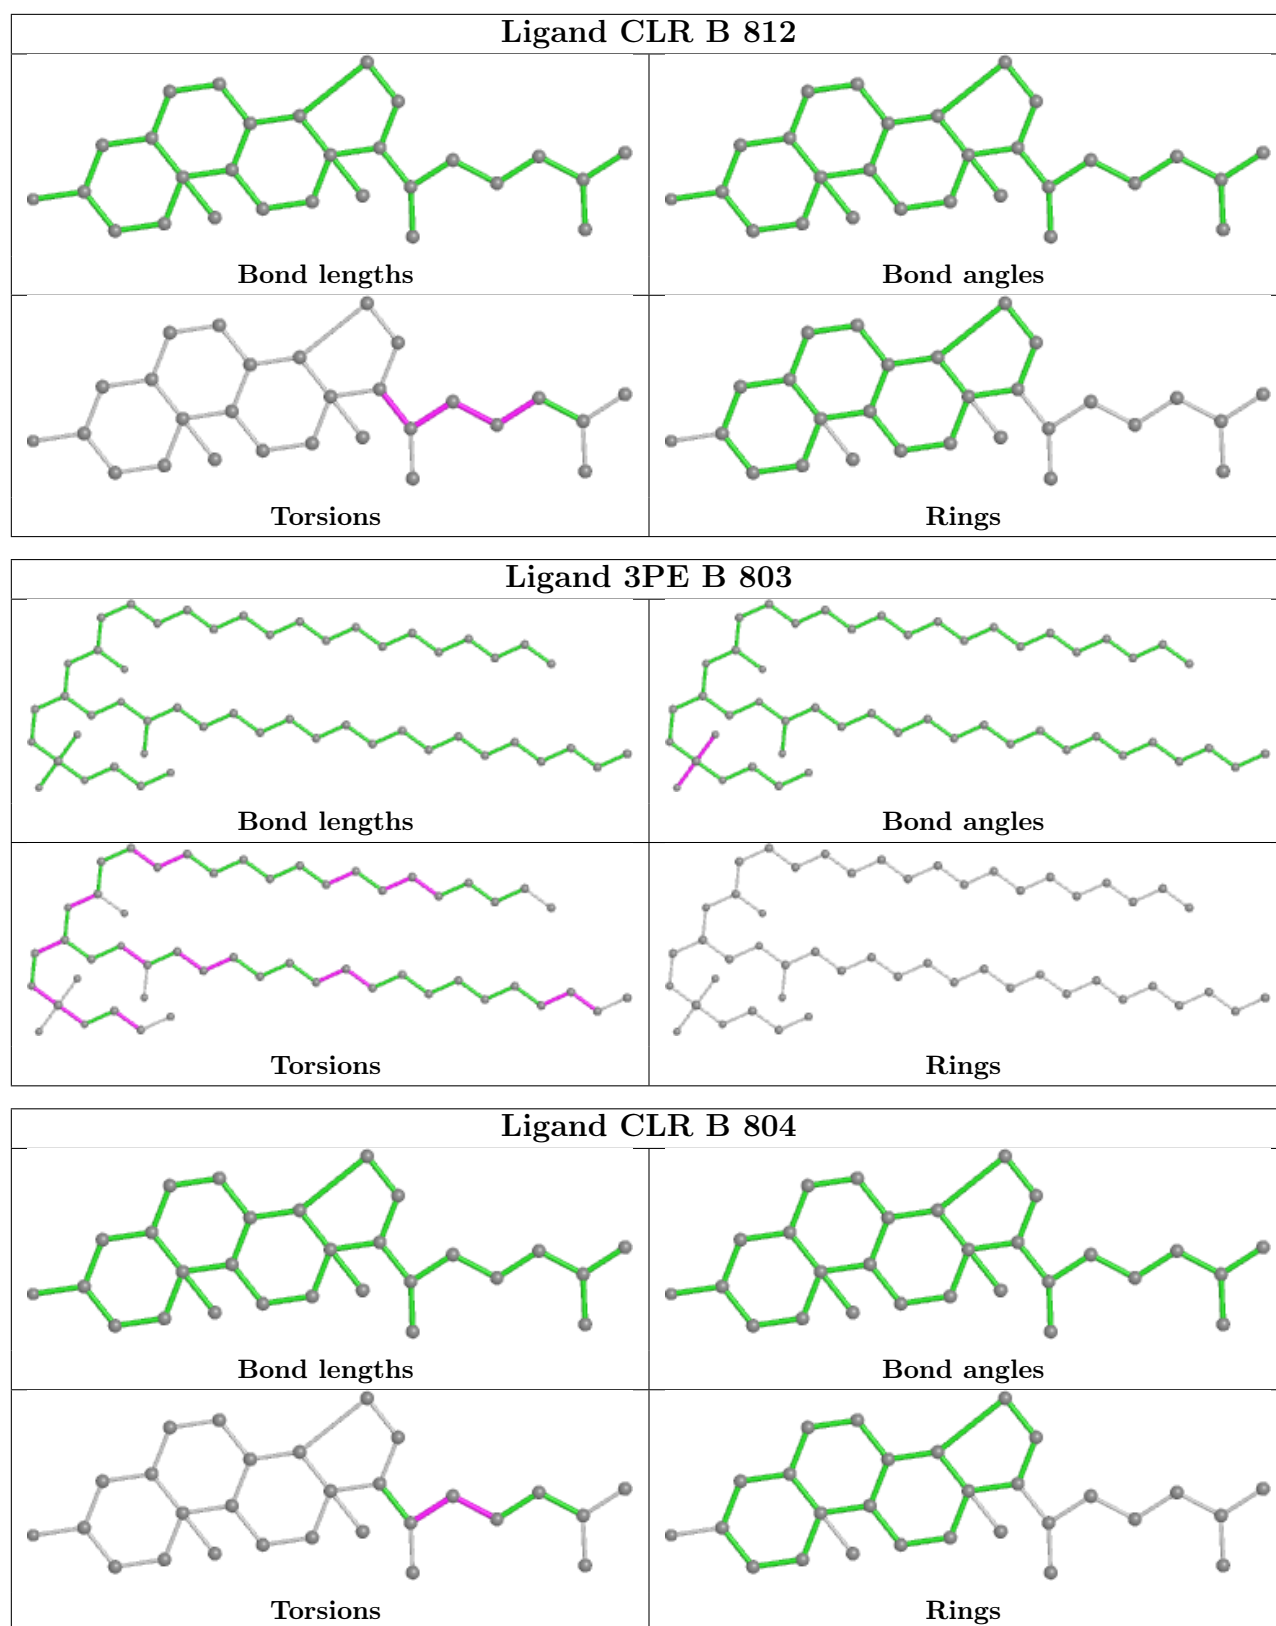 Ligand CLR B 812
Bond lengths
Bond angles
Torsions
Rings
Ligand 3PE B 803
Bond lengths
Bond angles
Torsions
Rings
Ligand CLR B 804
Bond lengths
Bond angles
Torsions
Rings